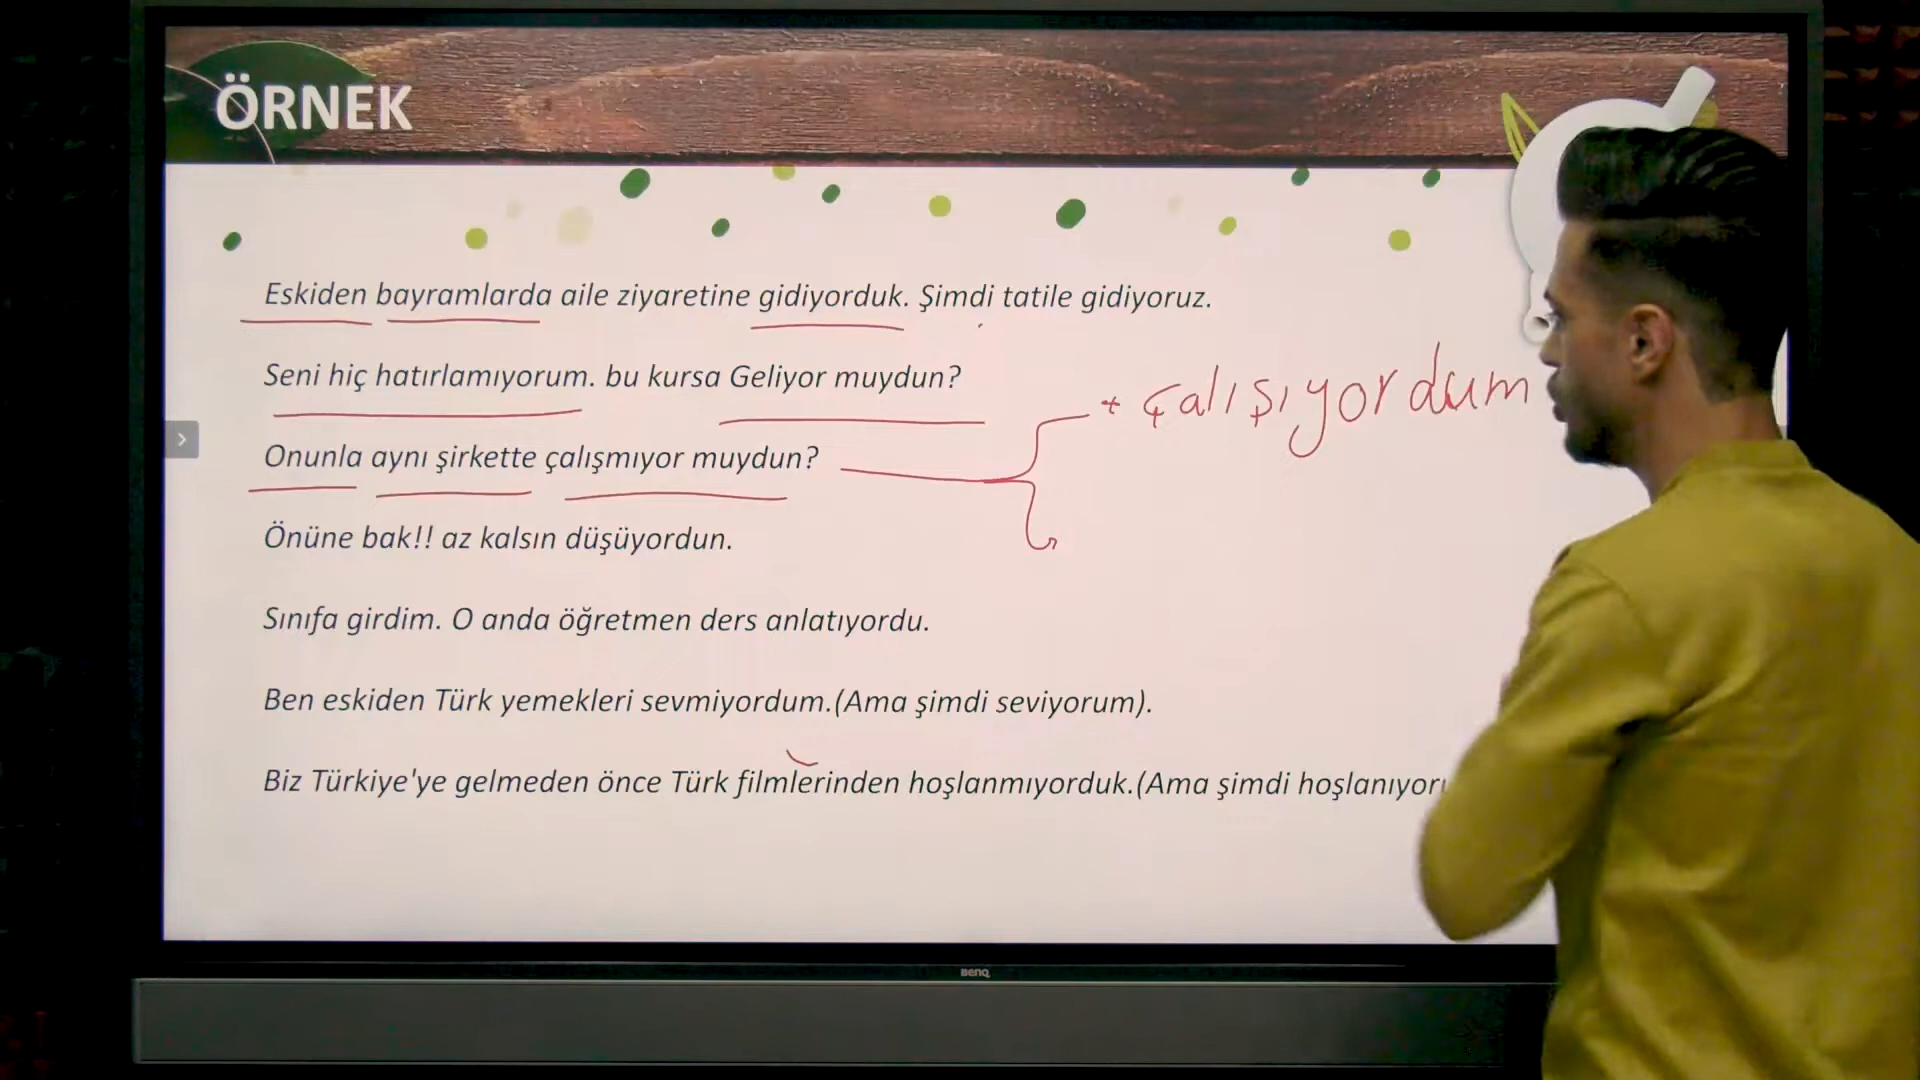 ÖRNEK
Eskiden bayramlarda aile ziyaretine gidiyorduk. Şimdi tatile gidiyoruz.
Seni hiç hatırlamıyorum. bu kursa Geliyor muydun?
+ çalışıyordum
Onunla aynı şirkette çalışmıyor muydun?
Önüne bak!! az kalsın düşüyordun.
Sınıfa girdim. O anda öğretmen ders anlatıyordu.
Ben eskiden Türk yemekleri sevmiyordum.(Ama şimdi seviyorum).
Biz Türkiye'ye gelmeden önce Türk filmlerinden hoşlanmıyorduk.(Ama şimdi
BenQ